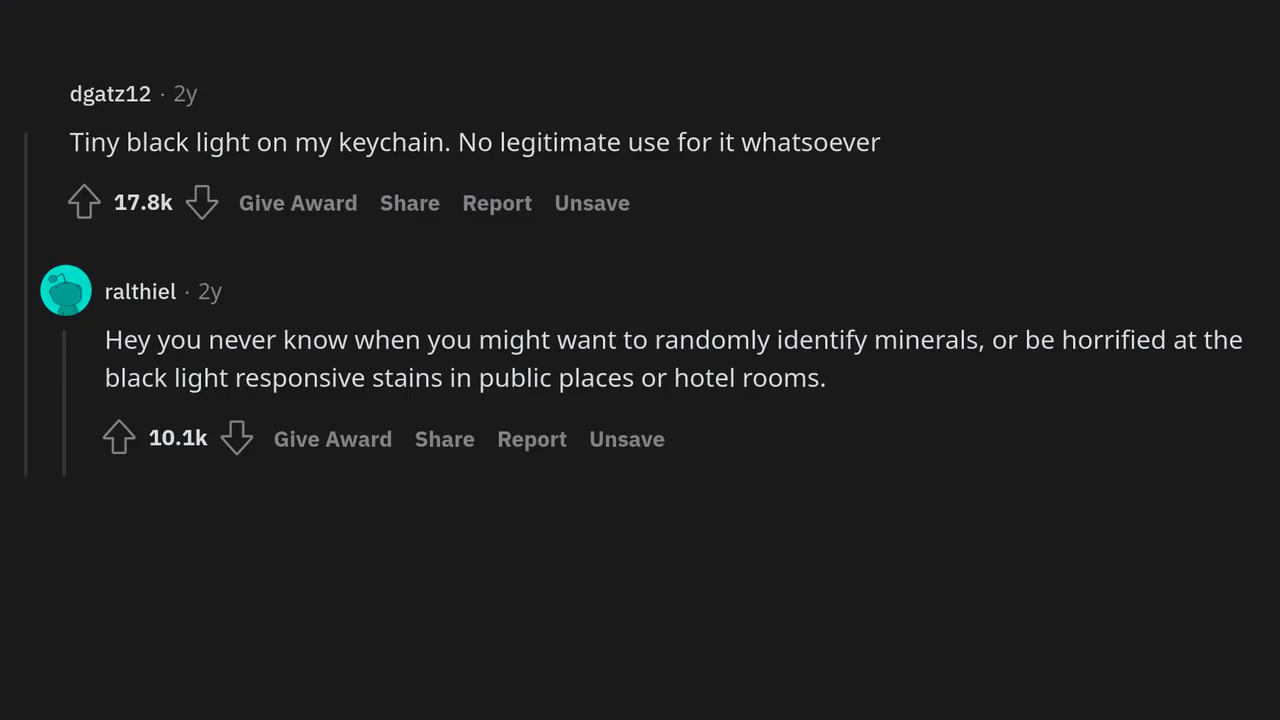 dgatz12 · 2y
Tiny black light on my keychain. No legitimate use for it whatsoever
17.8k Give Award Share Report Unsave
ralthiel · 2y
Hey you never know when you might want to randomly identify minerals, or be horrified at the
black light responsive stains in public places or hotel rooms.
10.1k Give Award Share Report Unsave